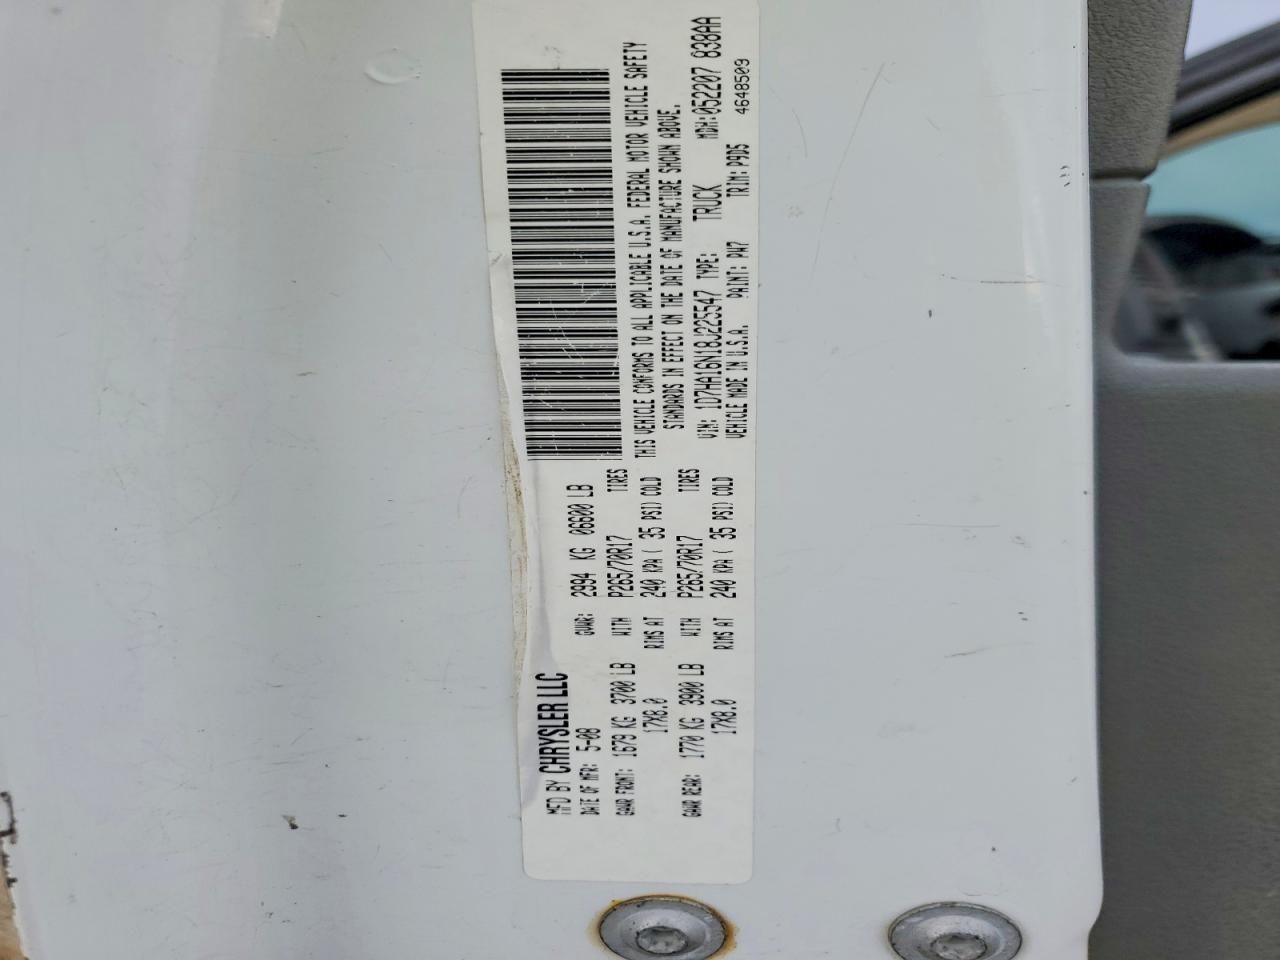 MFD BY CHRYSLER LLC
DATE OF MFR: 5-08 GVWR: 2994 KG 06600 LB
GAWR FRONT: 1679 KG 3700 LB WITH P265/70R17 TIRES
17X8.0 RIMS AT 240 KPA ( 35 PSI) COLD
GAWR REAR: 1770 KG 3900 LB WITH P265/70R17 TIRES
17X8.0 RIMS AT 240 KPA ( 35 PSI) COLD
THIS VEHICLE CONFORMS TO ALL APPLICABLE U.S.A. FEDERAL MOTOR VEHICLE SAFETY
STANDARDS IN EFFECT ON THE DATE OF MANUFACTURE SHOWN ABOVE.
VIN: 1D7HA16N18J225547 TYPE: TRUCK MDH: 052207 838AA
VEHICLE MADE IN U.S.A. PAINT: PW7 TRIM: P9D5 4648509